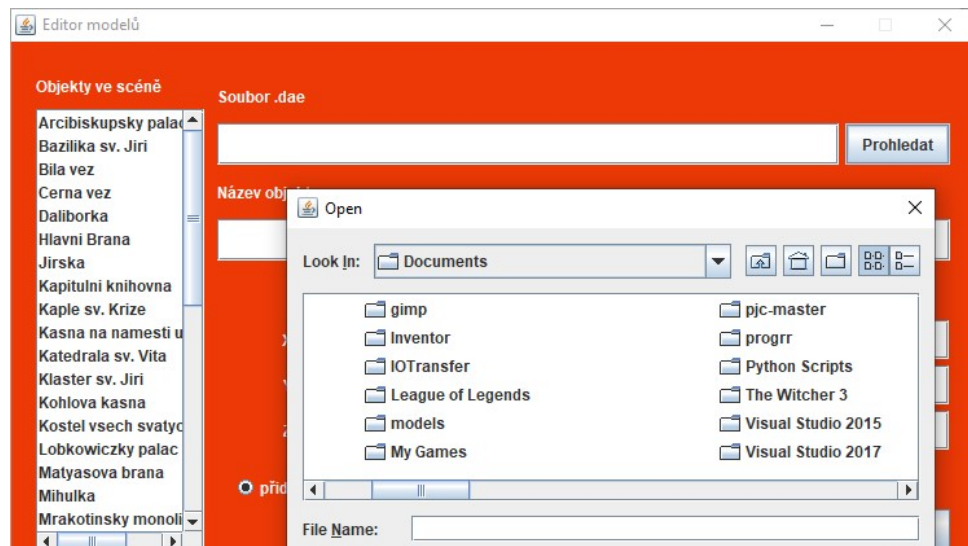 Editor modelů
Objekty ve scéně
Arcibiskupsky palac
Bazilika sv. Jiri
Bila vez
Cerna vez
Daliborka
Hlavni Brana
Jirska
Kapitulni knihovna
Kaple sv. Krize
Kasna na namesti u
Katedrala sv. Vita
Klaster sv. Jiri
Kohlova kasna
Kostel vsech svatyc
Lobkowiczky palac
Matyasova brana
Mihulka
Mrakotinsky monoli
Soubor .dae
Prohledat
Název obj
přid
Open
Look In:
Documents
gimp
Inventor
IOTransfer
League of Legends
models
My Games
pjc-master
progrr
Python Scripts
The Witcher 3
Visual Studio 2015
Visual Studio 2017
File Name: